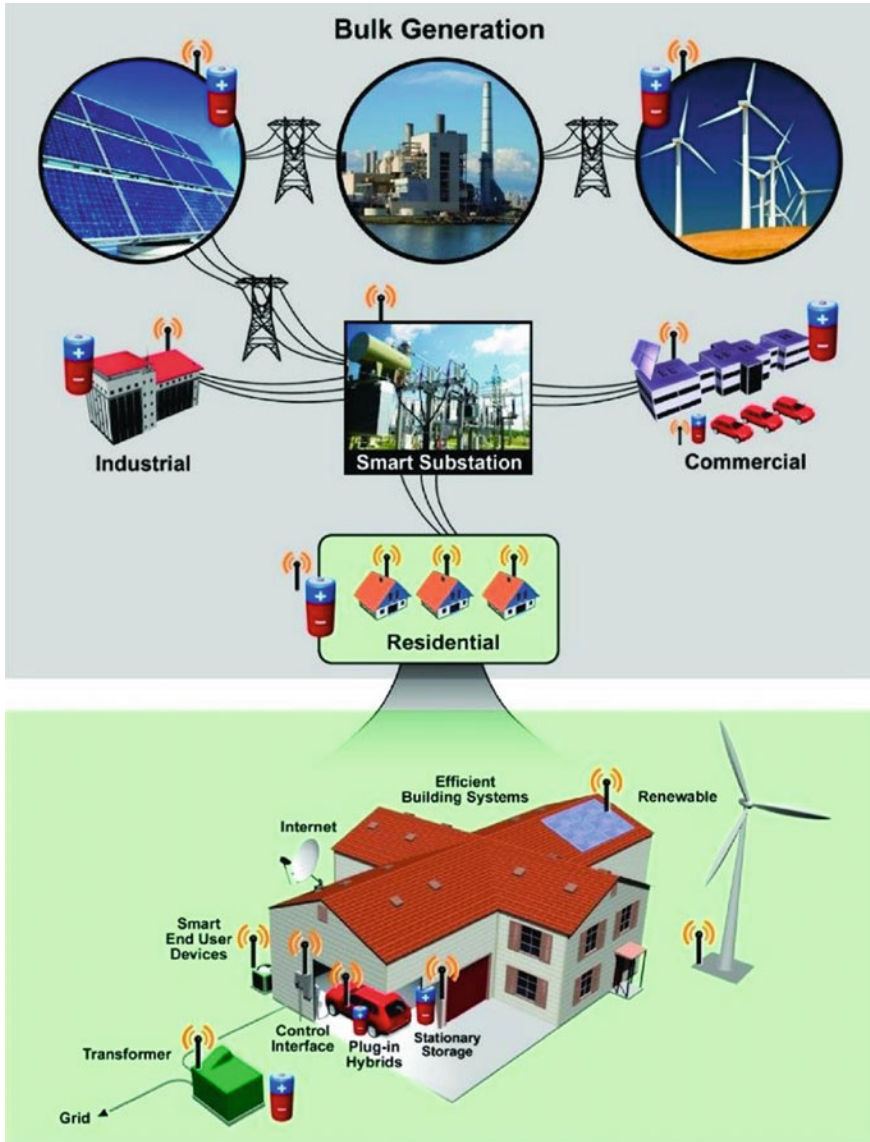 Bulk Generation
Industrial
Smart Substation
Commercial
Residential
Efficient
Building Systems
Renewable
Internet
Smart
End User
Devices
Control
Interface
Plug-in
Hybrids
Stationary
Storage
Transformer
Grid